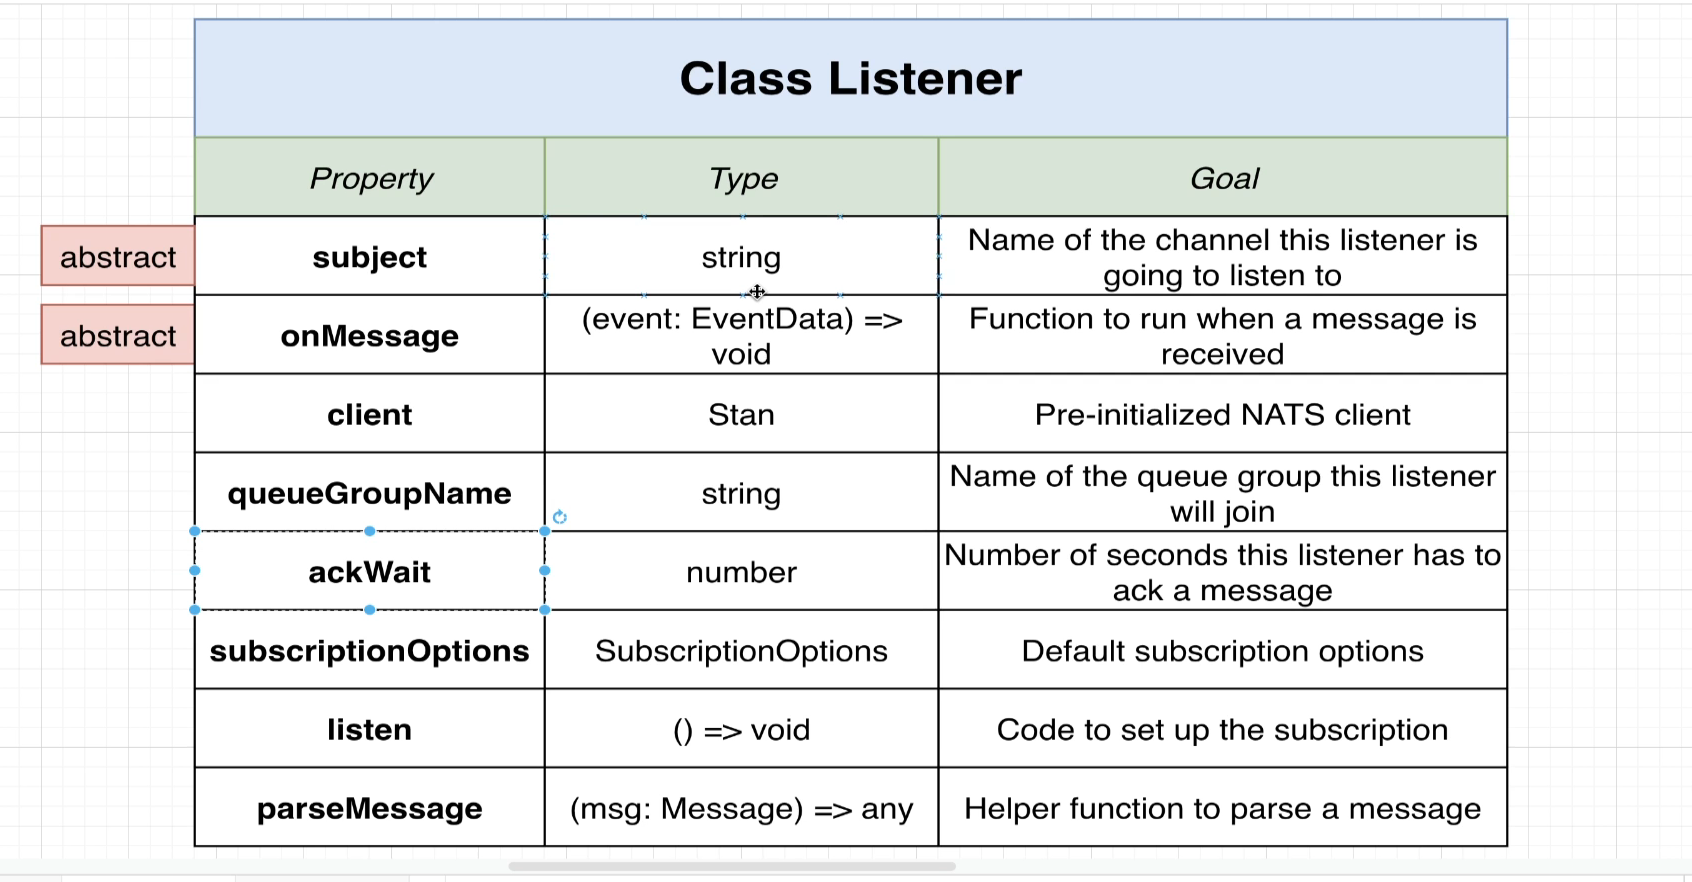 Class Listener
Property
Type
Goal
abstract
subject
string
Name of the channel this listener is
going to listen to
abstract
onMessage
(event: EventData) =>
void
Function to run when a message is
received
client
Stan
Pre-initialized NATS client
queueGroupName
string
Name of the queue group this listener
will join
ackWait
number
Number of seconds this listener has to
ack a message
subscriptionOptions
SubscriptionOptions
Default subscription options
listen
() => void
Code to set up the subscription
parseMessage
(msg: Message) => any
Helper function to parse a message